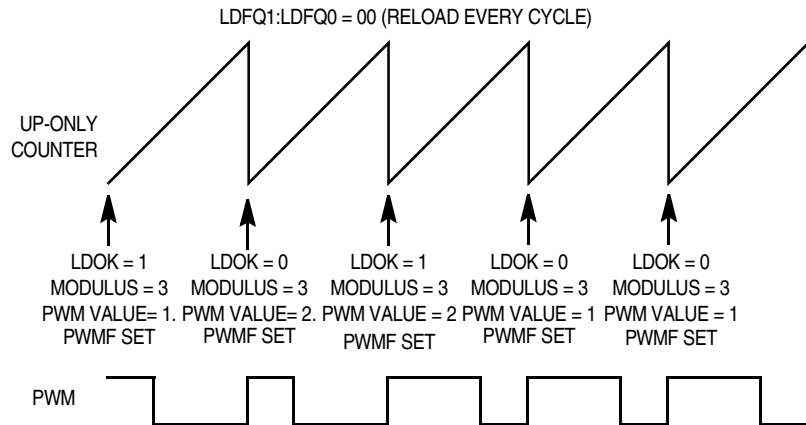 LDFQ1:LDFQ0 = 00 (RELOAD EVERY CYCLE)
UP-ONLY
COUNTER
LDOK = 1
MODULUS = 3
PWM VALUE= 1.
PWMF SET
LDOK = 0
MODULUS = 3
PWM VALUE= 2.
PWMF SET
LDOK = 1
MODULUS = 3
PWM VALUE = 2
PWMF SET
LDOK = 0
MODULUS = 3
PWM VALUE = 1
PWMF SET
LDOK = 0
MODULUS = 3
PWM VALUE = 1
PWMF SET
PWM